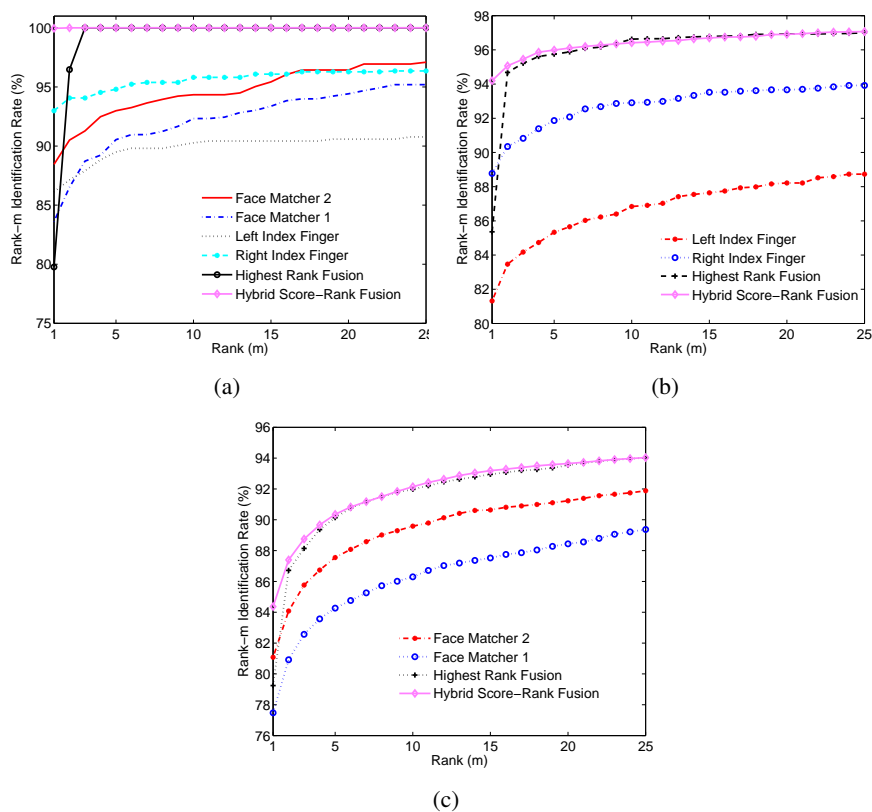 100
95
90
85
80
75
Rank−m Identification Rate (%)
Face Matcher 2
Face Matcher 1
Left Index Finger
Right Index Finger
Highest Rank Fusion
Hybrid Score−Rank Fusion
1 5 10 15 20 25
Rank (m)
(a)
98
96
94
92
90
88
86
84
82
80
Rank−m Identification Rate (%)
Left Index Finger
Right Index Finger
Highest Rank Fusion
Hybrid Score−Rank Fusion
1 5 10 15 20 25
Rank (m)
(b)
96
94
92
90
88
86
84
82
80
78
76
Rank−m Identification Rate (%)
Face Matcher 2
Face Matcher 1
Highest Rank Fusion
Hybrid Score−Rank Fusion
1 5 10 15 20 25
Rank (m)
(c)